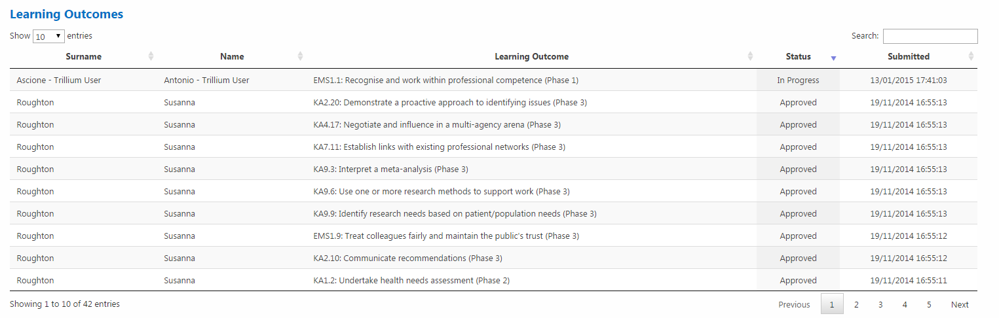 Learning Outcomes
Show 10 entries Search:
Surname Name Learning Outcome Status Submitted
Ascione - Trillium User Antonio - Trillium User EMS1.1: Recognise and work within professional competence (Phase 1) In Progress 13/01/2015 17:41:03
Roughton Susanna KA2.20: Demonstrate a proactive approach to identifying issues (Phase 3) Approved 19/11/2014 16:55:13
Roughton Susanna KA4.17: Negotiate and influence in a multi-agency arena (Phase 3) Approved 19/11/2014 16:55:13
Roughton Susanna KA7.11: Establish links with existing professional networks (Phase 3) Approved 19/11/2014 16:55:13
Roughton Susanna KA9.3: Interpret a meta-analysis (Phase 3) Approved 19/11/2014 16:55:13
Roughton Susanna KA9.6: Use one or more research methods to support work (Phase 3) Approved 19/11/2014 16:55:13
Roughton Susanna KA9.9: Identify research needs based on patient/population needs (Phase 3) Approved 19/11/2014 16:55:13
Roughton Susanna EMS1.9: Treat colleagues fairly and maintain the public's trust (Phase 3) Approved 19/11/2014 16:55:12
Roughton Susanna KA2.10: Communicate recommendations (Phase 3) Approved 19/11/2014 16:55:12
Roughton Susanna KA1.2: Undertake health needs assessment (Phase 2) Approved 19/11/2014 16:55:11
Showing 1 to 10 of 42 entries Previous 1 2 3 4 5 Next